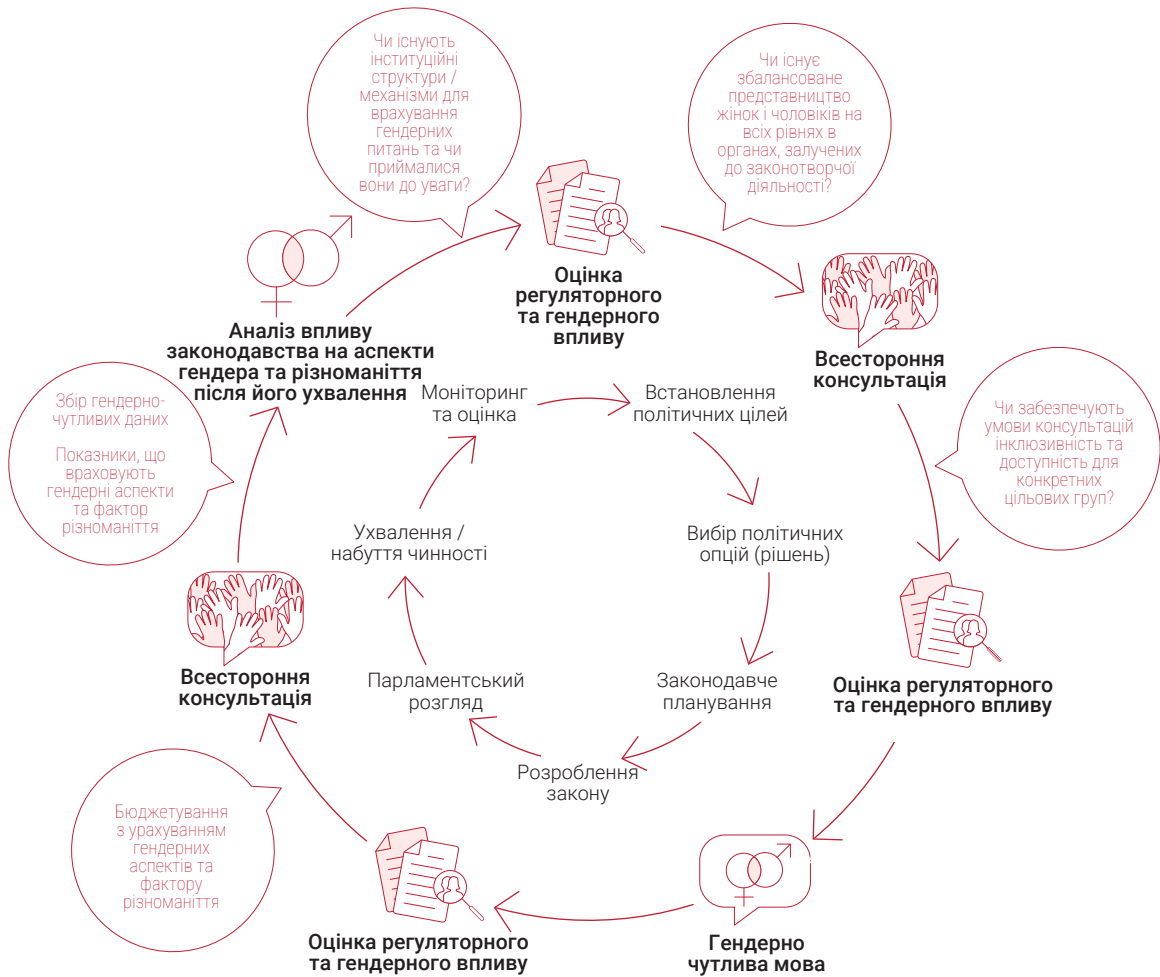 Чи існують
інституційні
структури /
механізми для
врахування
гендерних
питань та чи
приймалися
вони до уваги?
Чи існує
збалансоване
представництво
жінок і чоловіків на
всіх рівнях в
органах, залучених
до законотворчої
діяльності?
Оцінка
регуляторного
та гендерного
впливу
Всестороння
консультація
Чи забезпечують
умови консультацій
інклюзивність та
доступність для
конкретних
цільових груп?
Оцінка регуляторного
та гендерного впливу
Гендерно
чутлива мова
Оцінка регуляторного
та гендерного впливу
Бюджетування
з урахуванням
гендерних
аспектів та
фактору
різноманіття
Всестороння
консультація
Збір гендерно-
чутливих даних
Показники, що
враховують
гендерні аспекти
та фактор
різноманіття
Аналіз впливу
законодавства на аспекти
гендера та різноманіття
після його ухвалення
Моніторинг
та оцінка
Встановлення
політичних цілей
Вибір політичних
опцій (рішень)
Законодавче
планування
Розроблення
закону
Парламентський
розгляд
Ухвалення /
набуття чинності